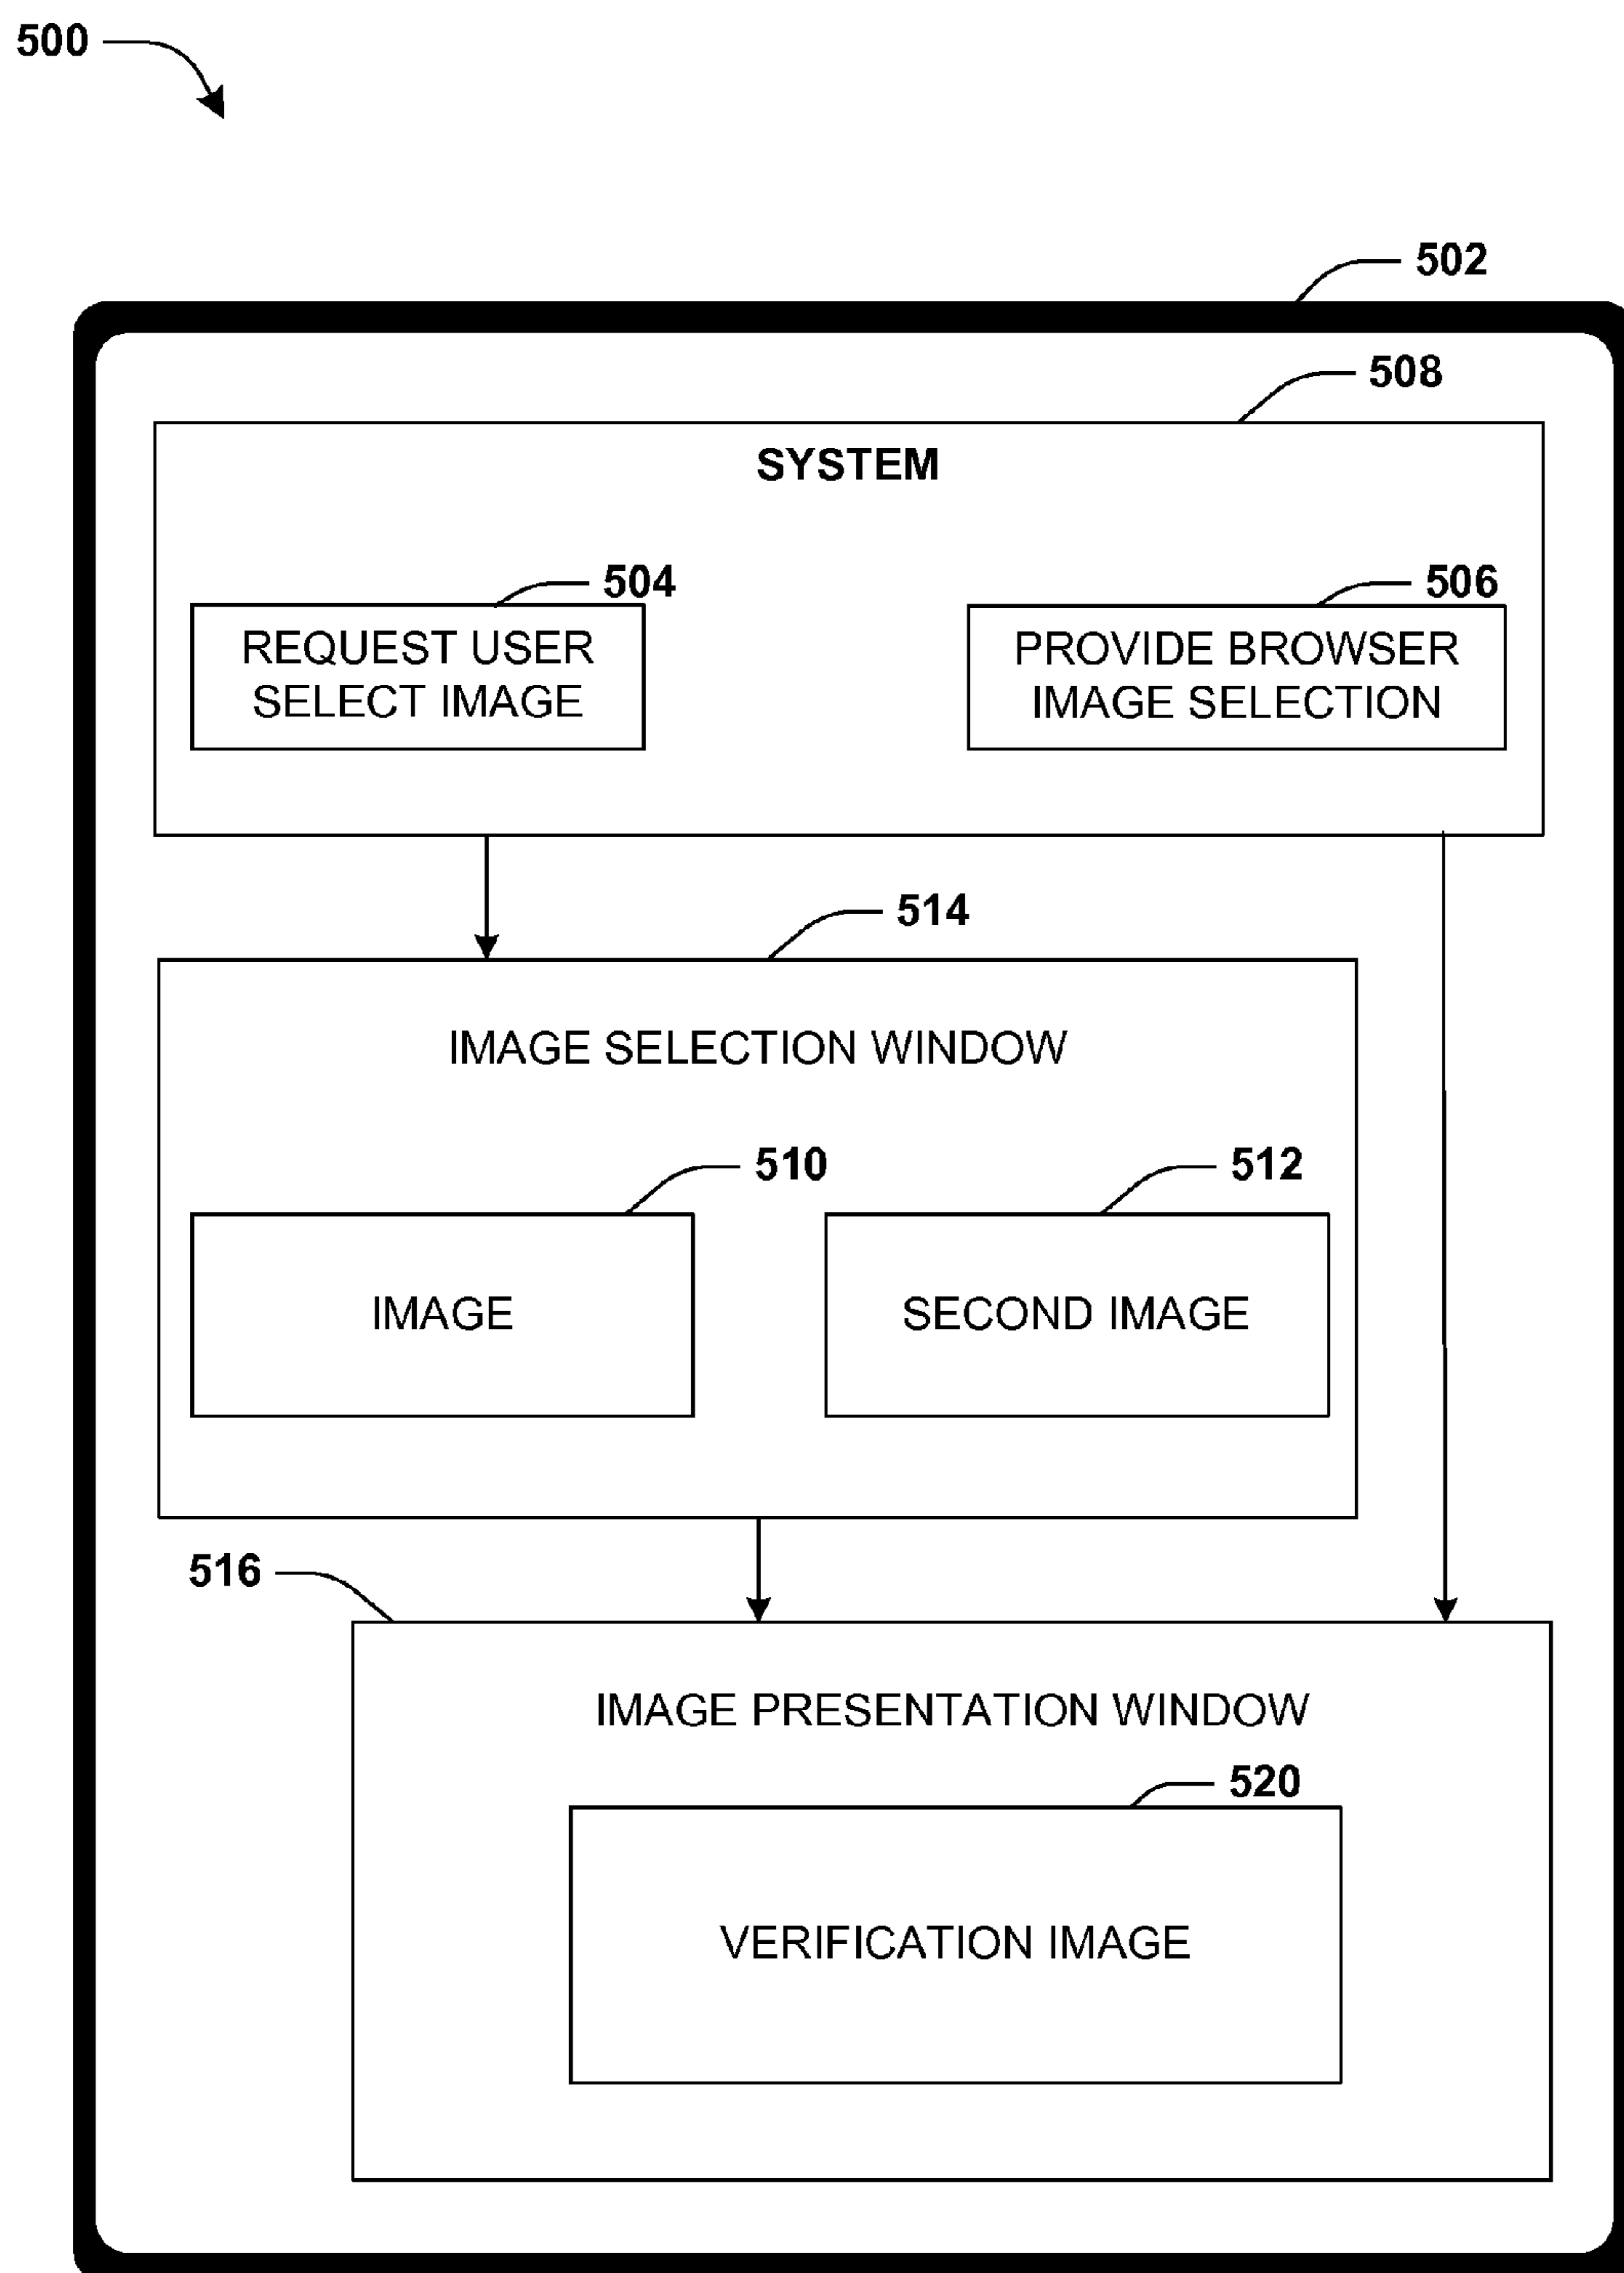 500
502
508
SYSTEM
504
REQUEST USER
SELECT IMAGE
506
PROVIDE BROWSER
IMAGE SELECTION
514
IMAGE SELECTION WINDOW
510
IMAGE
512
SECOND IMAGE
516
IMAGE PRESENTATION WINDOW
520
VERIFICATION IMAGE